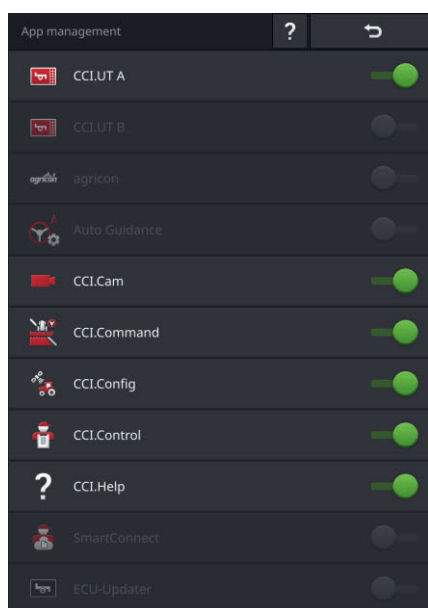 App management ?
CCI.UT A
CCI.UT B
agricon agricon
A Auto Guidance
CCI.Cam
CCI.Command
CCI.Config
CCI.Control
? CCI.Help
SmartConnect
ECU-Updater